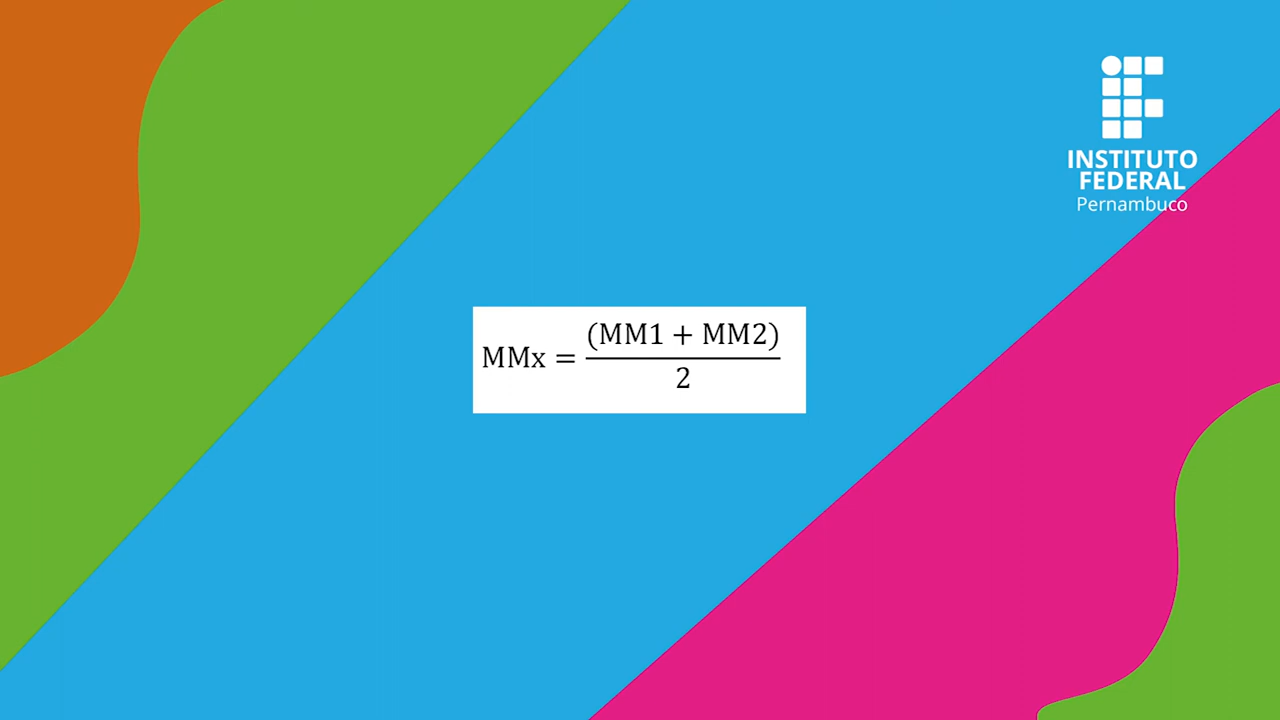 INSTITUTO
FEDERAL
Pernambuco
MMx = (MM1 + MM2)/2